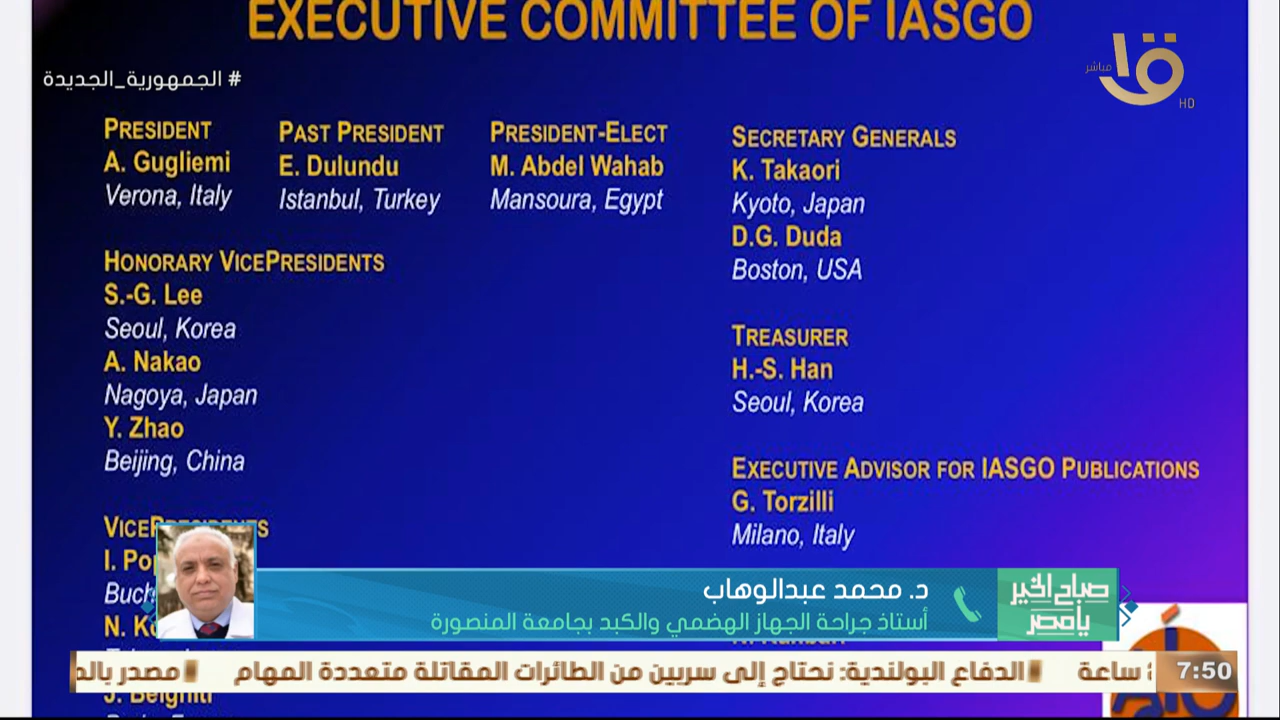 EXECUTIVE COMMITTEE OF IASGO
# الجمهورية_الجديدة
مباشر
HD
PRESIDENT
A. Gugliemi
Verona, Italy
PAST PRESIDENT
E. Dulundu
Istanbul, Turkey
PRESIDENT-ELECT
M. Abdel Wahab
Mansoura, Egypt
SECRETARY GENERALS
K. Takaori
Kyoto, Japan
D.G. Duda
Boston, USA
HONORARY VICEPRESIDENTS
S.-G. Lee
Seoul, Korea
A. Nakao
Nagoya, Japan
Y. Zhao
Beijing, China
TREASURER
H.-S. Han
Seoul, Korea
EXECUTIVE ADVISOR FOR IASGO PUBLICATIONS
G. Torzilli
Milano, Italy
VICEPRESIDENTS
I.
N.
J. Belghiti
صباح الخير
يا مصر
د. محمد عبدالوهاب
أستاذ جراحة الجهاز الهضمي والكبد بجامعة المنصورة
7:50
ساعة
الدفاع البولندية: نحتاج إلى سربين من الطائرات المقاتلة متعددة المهام
مصدر